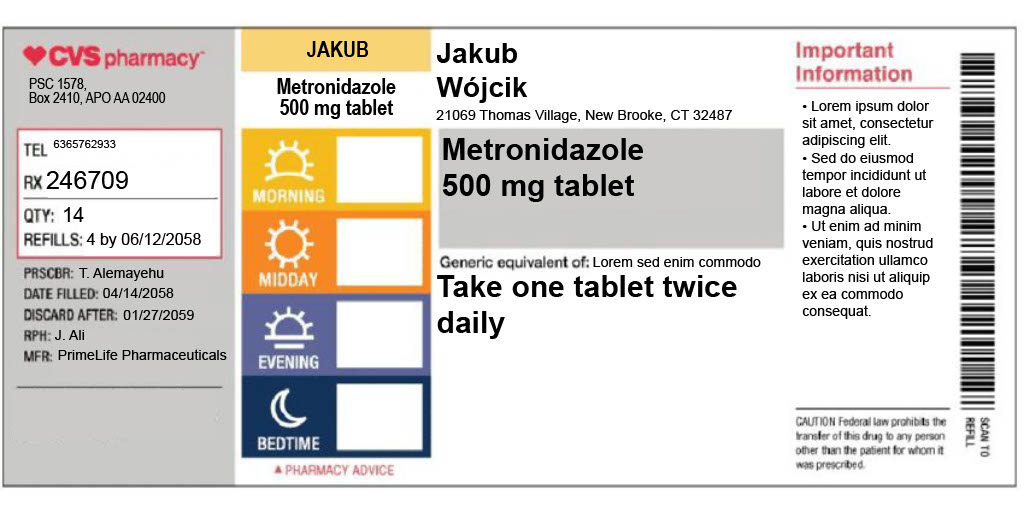 CVS pharmacy
PSC 1578,
Box 2410, APO AA 02400
TEL 6365762933
RX 246709
QTY: 14
REFILLS: 4 by 06/12/2058
PRSCBR: T. Alemayehu
DATE FILLED: 04/14/2058
DISCARD AFTER: 01/27/2059
RPH: J. Ali
MFR: PrimeLife Pharmaceuticals
JAKUB
Metronidazole
500 mg tablet
MORNING
MIDDAY
EVENING
BEDTIME
▲ PHARMACY ADVICE
Jakub
Wójcik
21069 Thomas Village, New Brooke, CT 32487
Metronidazole
500 mg tablet
Generic equivalent of: Lorem sed enim commodo
Take one tablet twice
daily
Important
Information
• Lorem ipsum dolor
sit amet, consectetur
adipiscing elit.
• Sed do eiusmod
tempor incididunt ut
labore et dolore
magna aliqua.
• Ut enim ad minim
veniam, quis nostrud
exercitation ullamco
laboris nisi ut aliquip
ex ea commodo
consequat.
CAUTION Federal law prohibits the
transfer of this drug to any person
other than the patient for whom it
was prescribed.
SCAN TO
REFILL